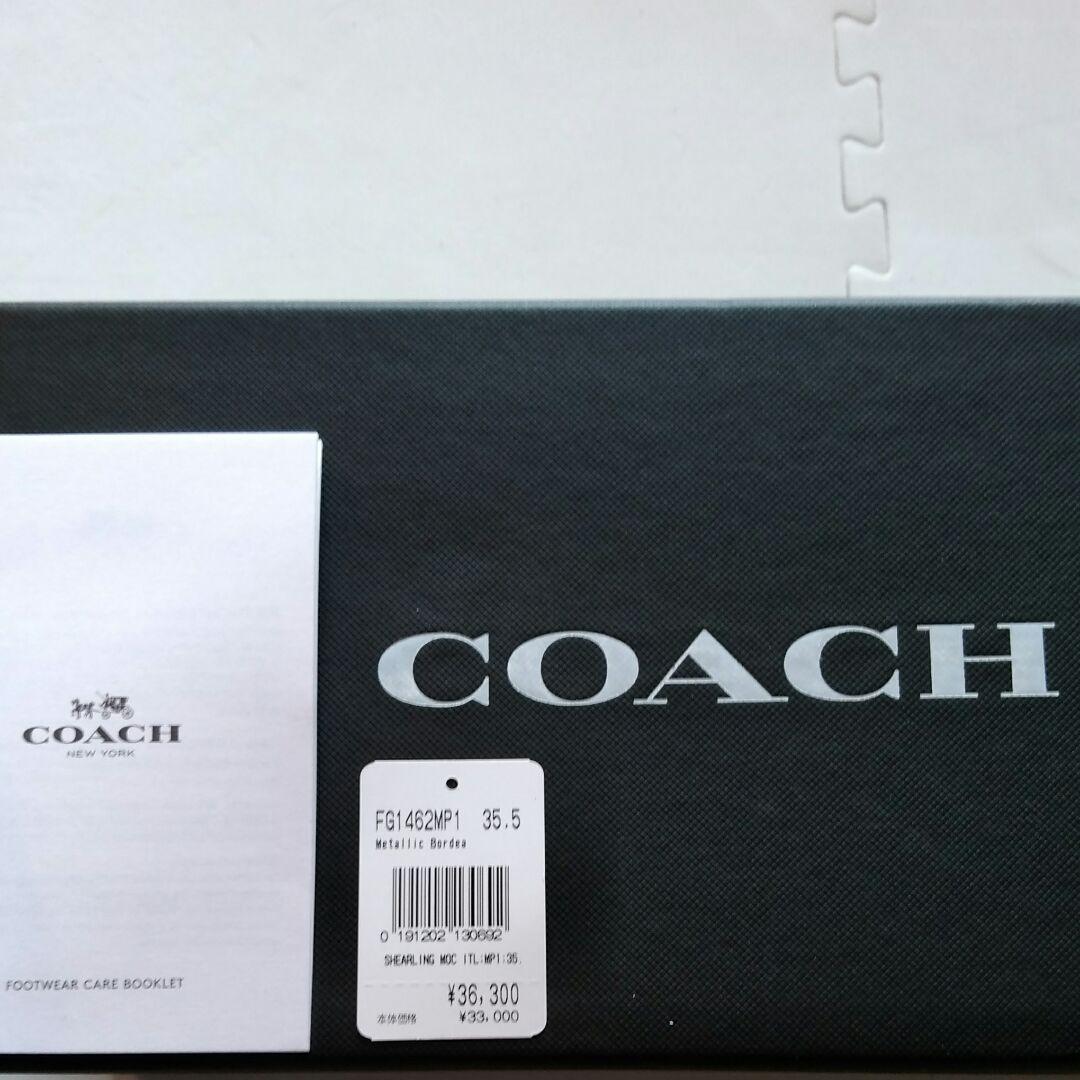 COACH
COACH
NEW YORK
FOOTWEAR CARE BOOKLET
FG1462MP1 35.5
Metallic Bordea
0 191202 130692
SHEARLING MOC ITL:MP1:35.
¥36,300
本体価格 ¥33,000